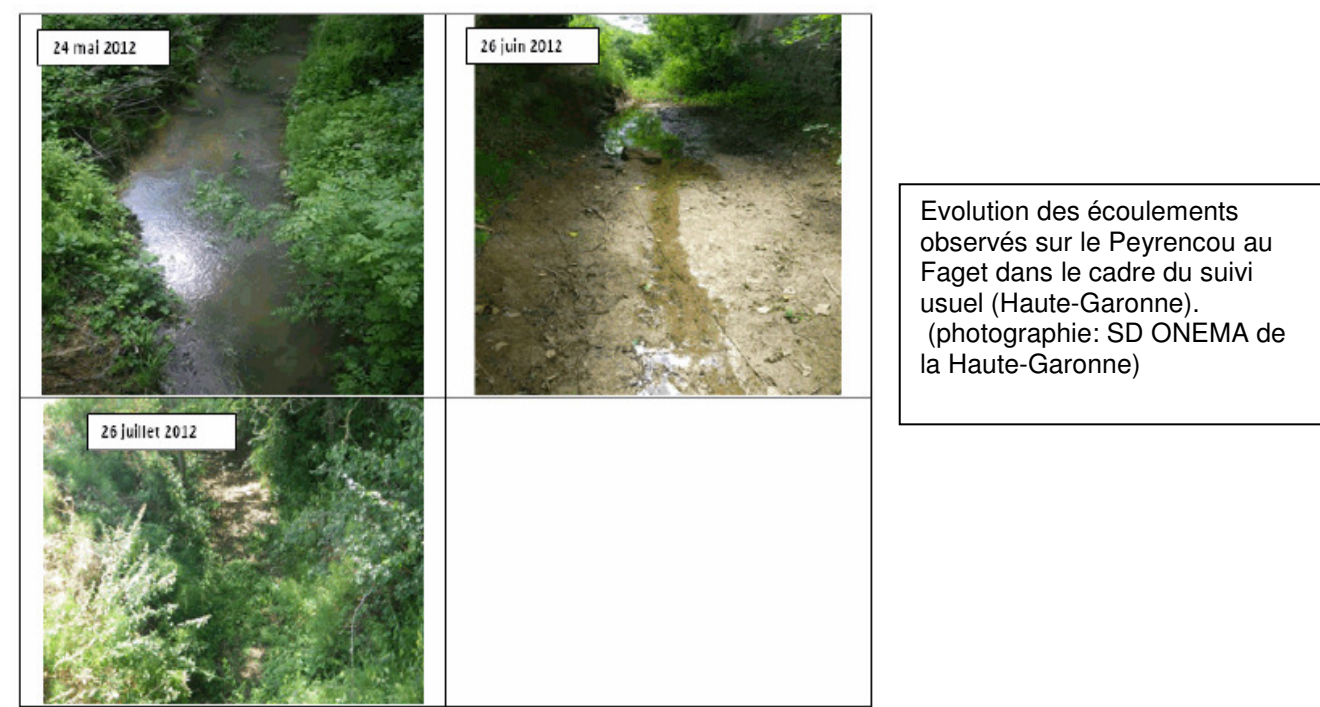 24 mai 2012
26 juin 2012
26 juillet 2012
Evolution des écoulements
observés sur le Peyrencou au
Faget dans le cadre du suivi
usuel (Haute-Garonne).
(photographie: SD ONEMA de
la Haute-Garonne)